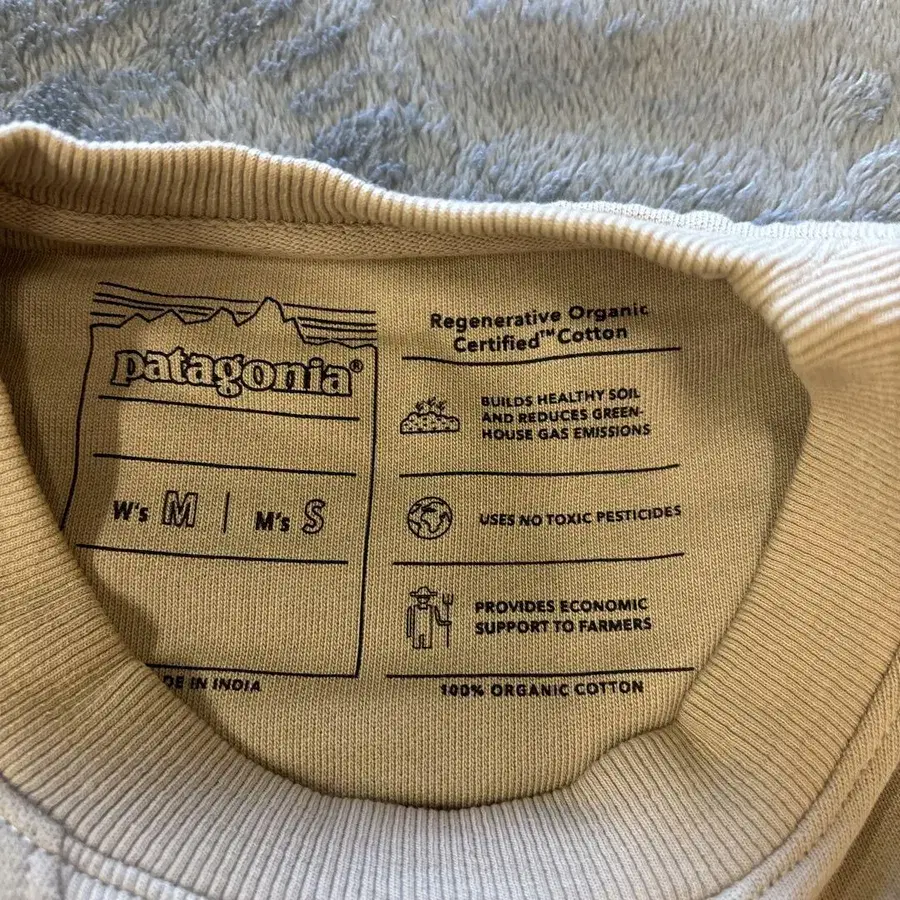 patagonia®
W's M | M's S
DE IN INDIA
Regenerative Organic
Certified™ Cotton
BUILDS HEALTHY SOIL
AND REDUCES GREEN-
HOUSE GAS EMISSIONS
USES NO TOXIC PESTICIDES
PROVIDES ECONOMIC
SUPPORT TO FARMERS
100% ORGANIC COTTON